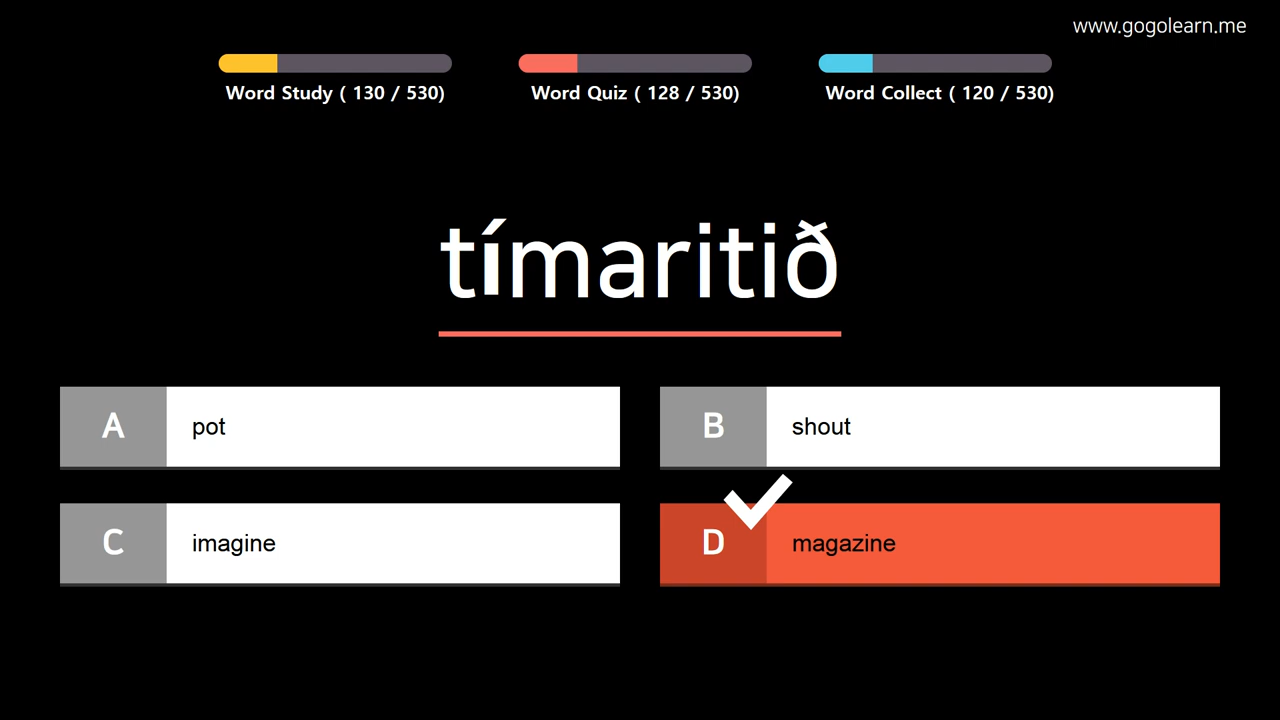 www.gogolearn.me
Word Study ( 130 / 530)
Word Quiz ( 128 / 530)
Word Collect ( 120 / 530)
tímaritið
A
pot
B
shout
C
imagine
D
magazine